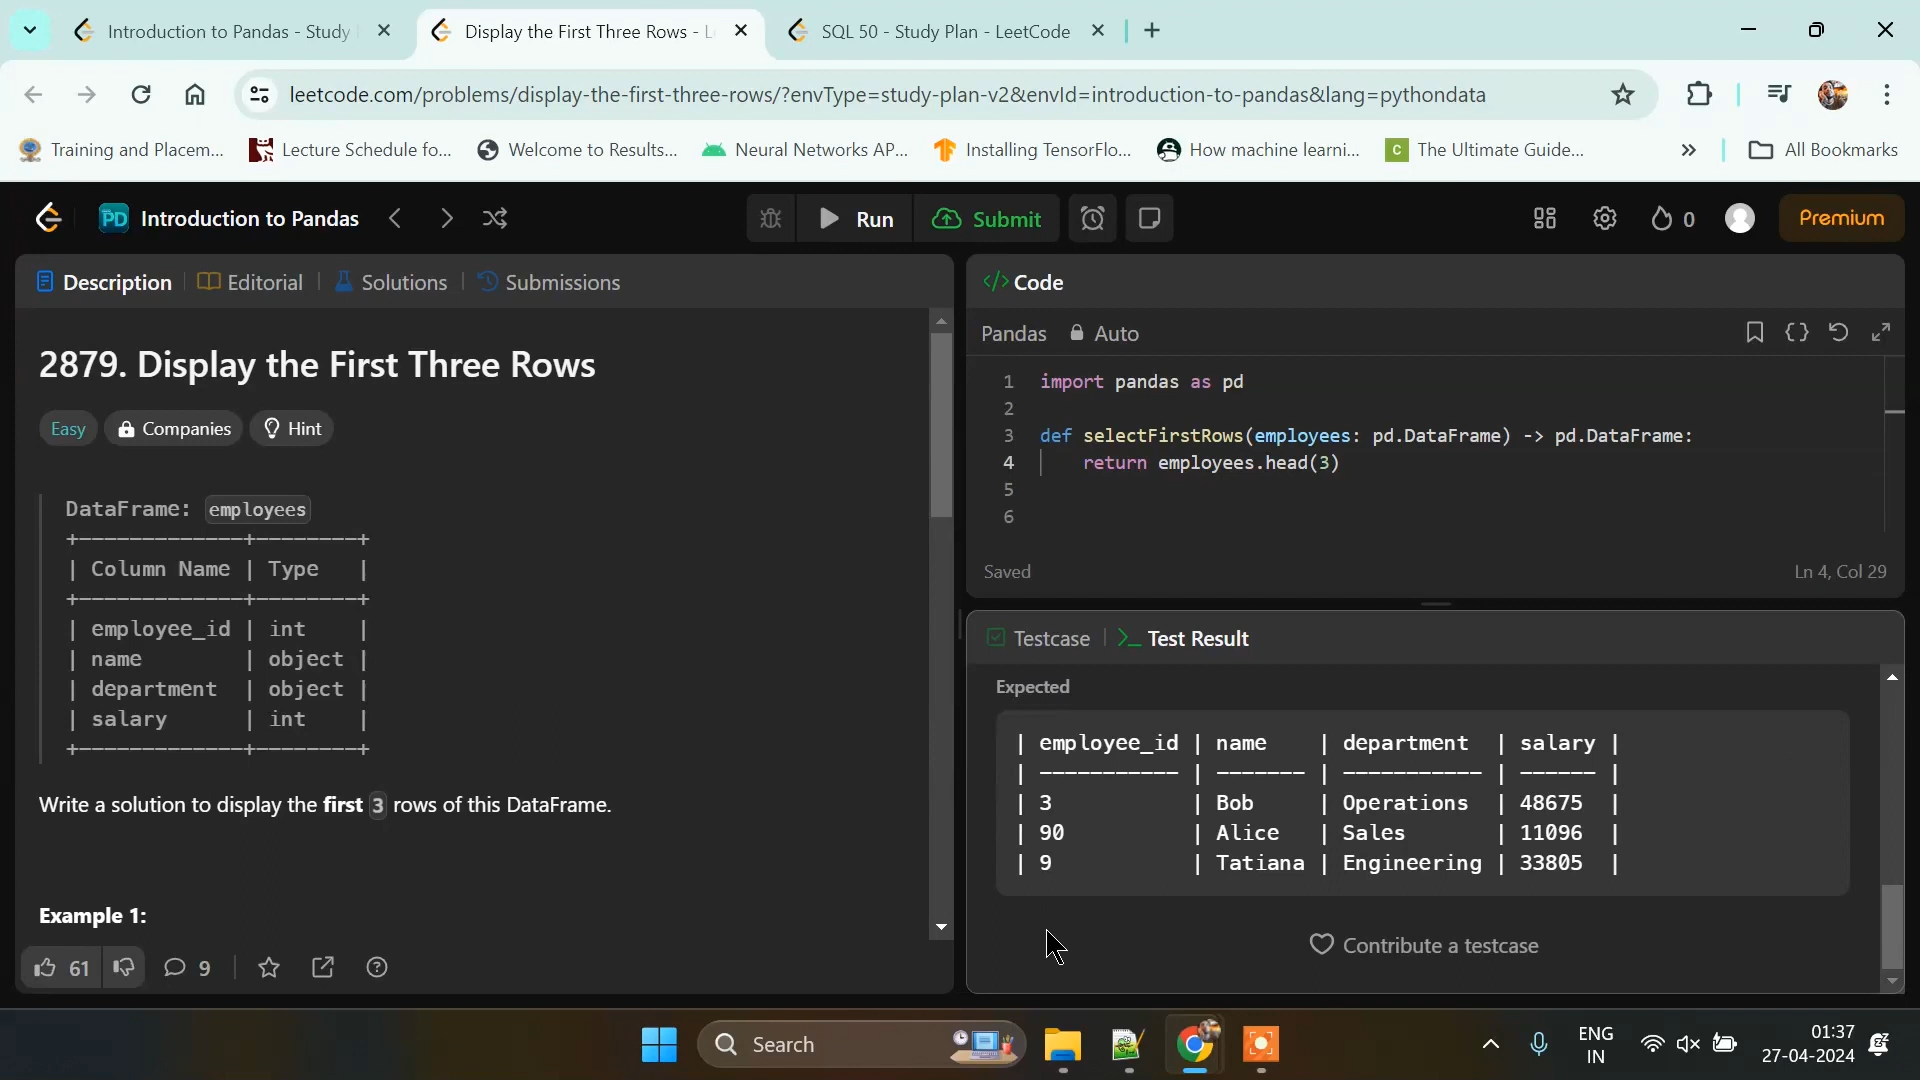 Introduction to Pandas - Study
Display the First Three Rows - L
SQL 50 - Study Plan - LeetCode
leetcode.com/problems/display-the-first-three-rows/?envType=study-plan-v2&envId=introduction-to-pandas&lang=pythondata
Training and Placem...
Lecture Schedule fo...
Welcome to Results...
Neural Networks AP...
Installing TensorFlo...
How machine learni...
C The Ultimate Guide...
»
All Bookmarks
PD Introduction to Pandas
Run
Submit
0
Premium
Description
Editorial
Solutions
Submissions
2879. Display the First Three Rows
Easy
Companies
Hint
DataFrame: employees
+-------------+--------+
| Column Name | Type   |
+-------------+--------+
| employee_id | int    |
| name        | object |
| department  | object |
| salary      | int    |
+-------------+--------+
Write a solution to display the first 3 rows of this DataFrame.
Example 1:
61
9
</> Code
Pandas
Auto
1 import pandas as pd
2
3 def selectFirstRows(employees: pd.DataFrame) -> pd.DataFrame:
4     return employees.head(3)
5
6
Saved
Ln 4, Col 29
Testcase
>_ Test Result
Expected
| employee_id | name    | department  | salary |
| ----------- | ------- | ----------- | ------ |
| 3           | Bob     | Operations  | 48675  |
| 90          | Alice   | Sales       | 11096  |
| 9           | Tatiana | Engineering | 33805  |
Contribute a testcase
Search
ENG
IN
01:37
27-04-2024